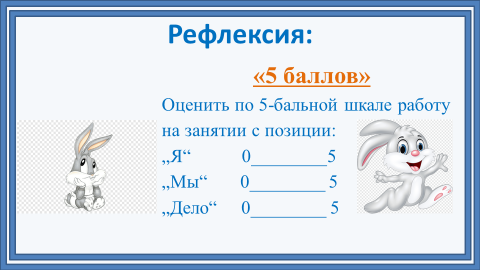 Рефлексия:
«5 баллов»
Оценить по 5-бальной шкале работу
на занятии с позиции:
„Я“ 0________5
„Мы“ 0________ 5
„Дело“ 0________ 5